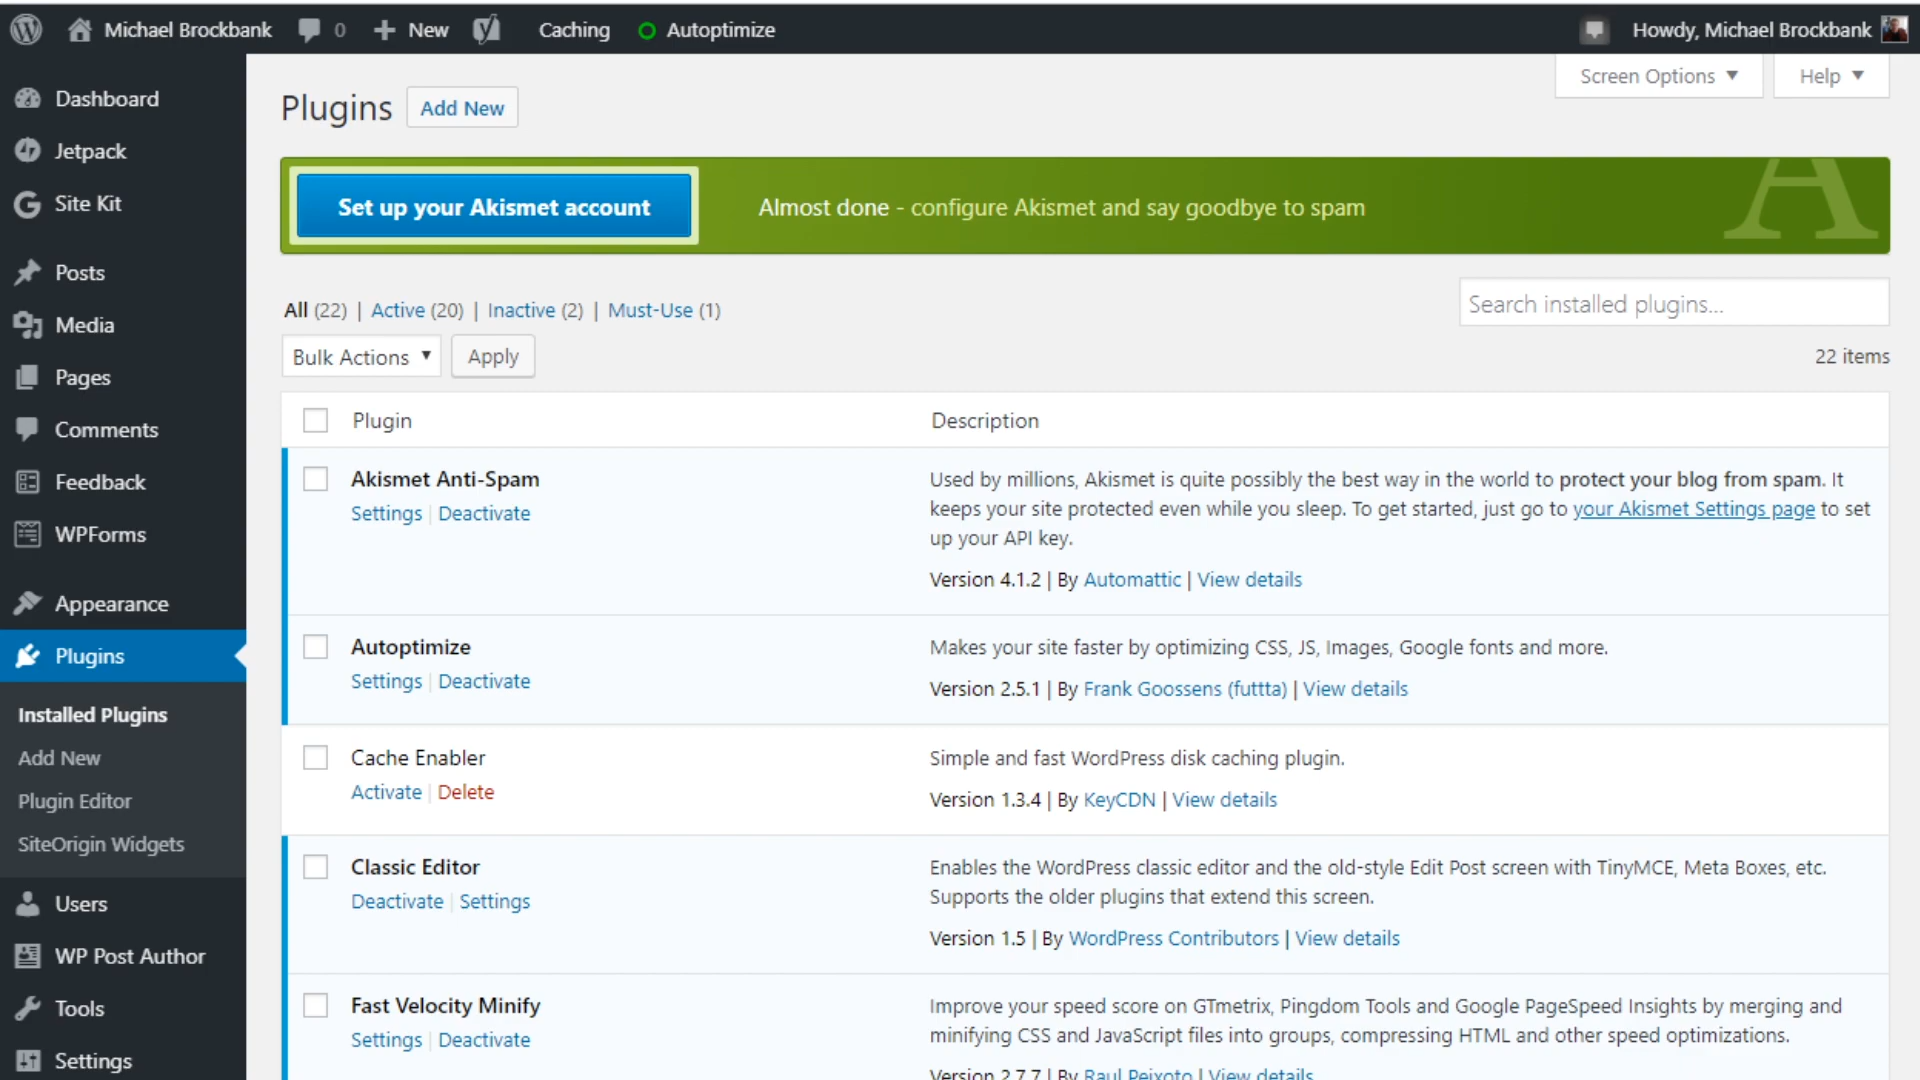 Michael Brockbank 0 New Caching Autoptimize Howdy, Michael Brockbank
Screen Options Help
Dashboard
Jetpack
Site Kit
Posts
Media
Pages
Comments
Feedback
WPForms
Appearance
Plugins
Installed Plugins
Add New
Plugin Editor
SiteOrigin Widgets
Users
WP Post Author
Tools
Settings
Plugins Add New
Set up your Akismet account Almost done - configure Akismet and say goodbye to spam
All (22) | Active (20) | Inactive (2) | Must-Use (1)
Search installed plugins...
Bulk Actions Apply
22 items
Plugin Description
Akismet Anti-Spam
Settings | Deactivate
Used by millions, Akismet is quite possibly the best way in the world to protect your blog from spam. It
keeps your site protected even while you sleep. To get started, just go to your Akismet Settings page to set
up your API key.
Version 4.1.2 | By Automattic | View details
Autoptimize
Settings | Deactivate
Makes your site faster by optimizing CSS, JS, Images, Google fonts and more.
Version 2.5.1 | By Frank Goossens (futtta) | View details
Cache Enabler
Activate | Delete
Simple and fast WordPress disk caching plugin.
Version 1.3.4 | By KeyCDN | View details
Classic Editor
Deactivate | Settings
Enables the WordPress classic editor and the old-style Edit Post screen with TinyMCE, Meta Boxes, etc.
Supports the older plugins that extend this screen.
Version 1.5 | By WordPress Contributors | View details
Fast Velocity Minify
Settings | Deactivate
Improve your speed score on GTmetrix, Pingdom Tools and Google PageSpeed Insights by merging and
minifying CSS and JavaScript files into groups, compressing HTML and other speed optimizations.
Version 2.7.7 | By Raul Peixoto | View details